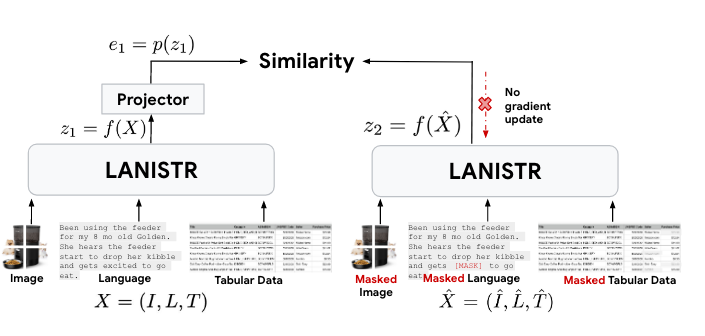 e₁ = p(z₁)
Similarity
Projector
No
gradient
update
z₁ = f(X)
z₂ = f(X̂)
LANISTR
LANISTR
Been using the feeder
for my 8 mo old Golden.
She hears the feeder
start to drop her kibble
and gets excited to go
eat.
Been using the feeder
for my 8 mo old Golden.
She hears the feeder
start to drop her kibble
and gets [MASK] to go
eat
Image
Language
Tabular Data
Masked
Image
Masked Language
Masked Tabular Data
X = (I, L, T)
X̂ = (Î, L̂, T̂)